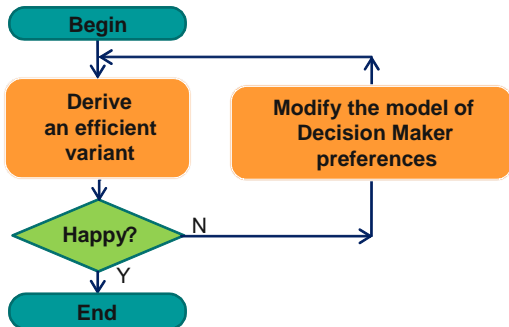 Begin
Derive
an efficient
variant
Modify the model of
Decision Maker
preferences
Happy?
N
Y
End